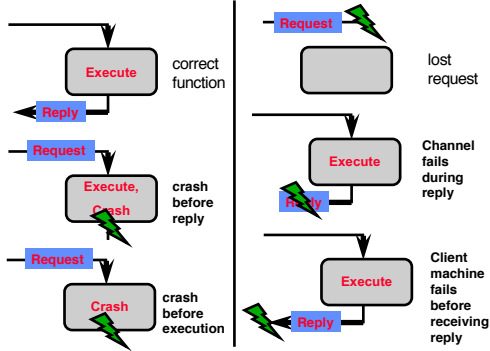 Execute
correct
function
Reply
Request
Execute,
Crash
crash
before
reply
Request
Crash
crash
before
execution
Request
lost
request
Execute
Channel
fails
during
reply
Reply
Execute
Client
machine
fails
before
receiving
reply
Reply